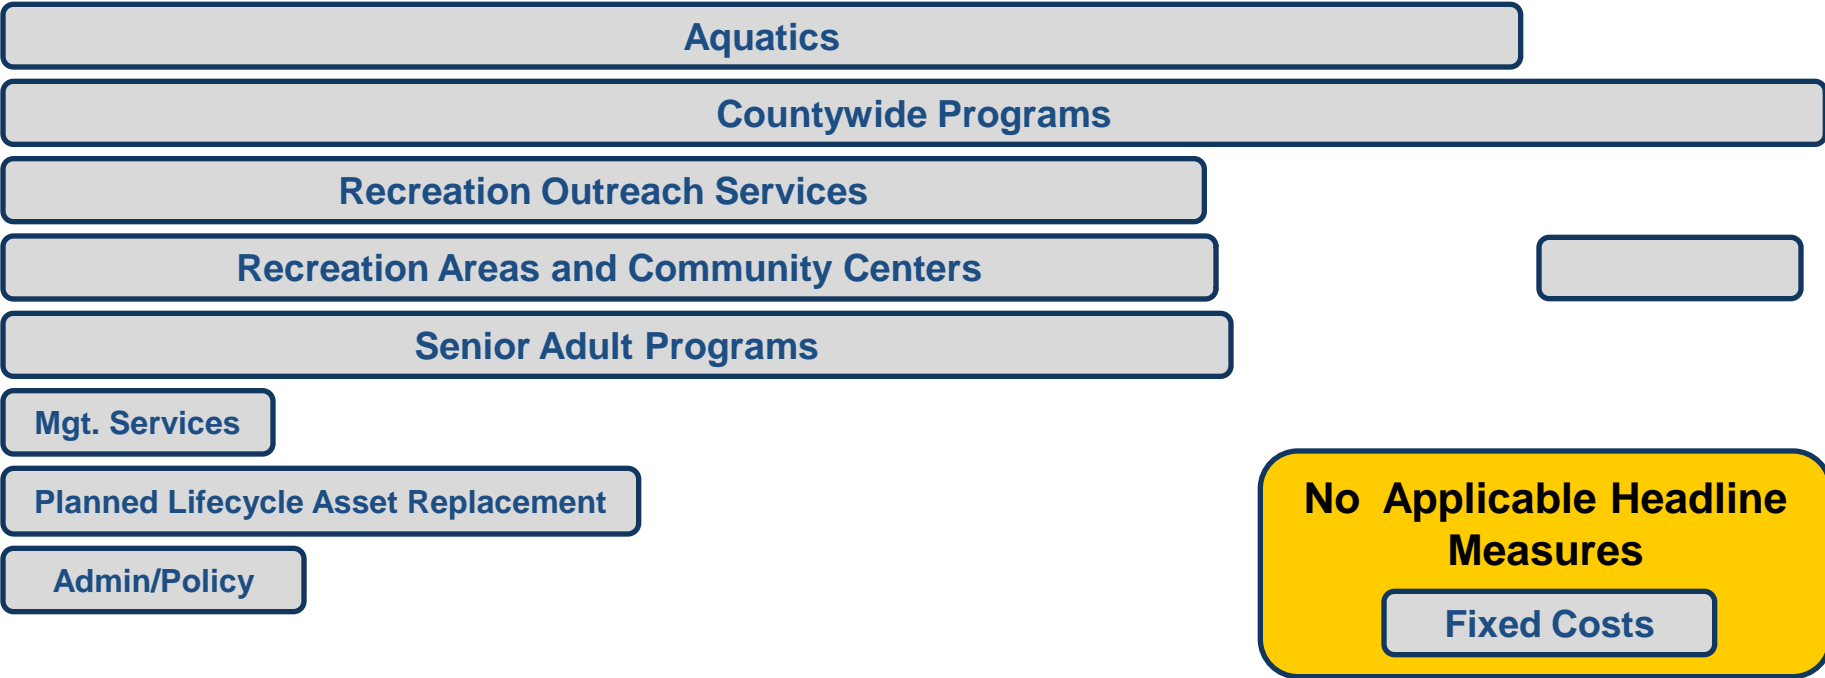 Aquatics
Countywide Programs
Recreation Outreach Services
Recreation Areas and Community Centers
Senior Adult Programs
Mgt. Services
Planned Lifecycle Asset Replacement
Admin/Policy
No  Applicable Headline
Measures
Fixed Costs